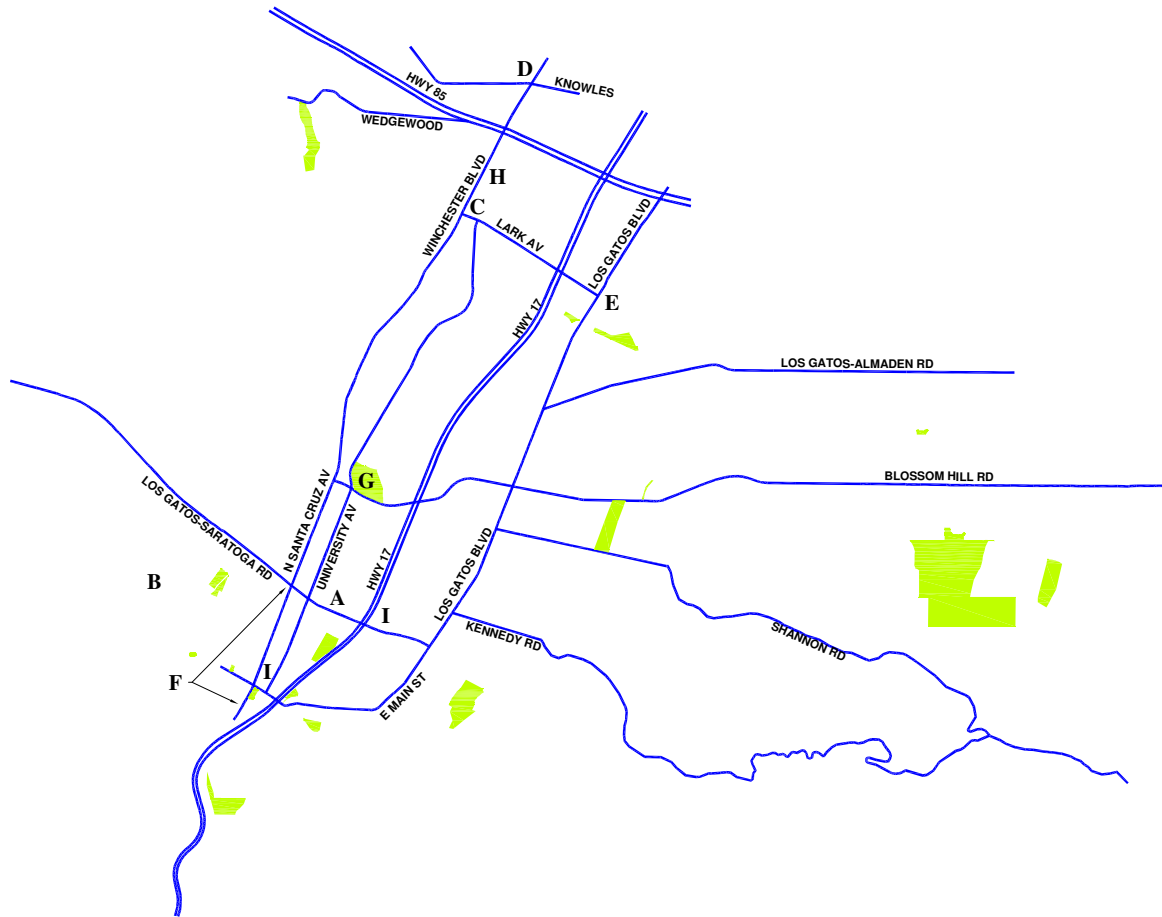 D
HWY 85
KNOWLES
WEDGEWOOD
WINCHESTER BLVD
H
C
LARK AV
LOS GATOS BLVD
E
HWY 17
LOS GATOS-ALMADEN RD
LOS GATOS-SARATOGA RD
N SANTA CRUZ AV
G
UNIVERSITY AV
BLOSSOM HILL RD
HWY 17
LOS GATOS BLVD
B
A
I
KENNEDY RD
SHANNON RD
F
I
E MAIN ST